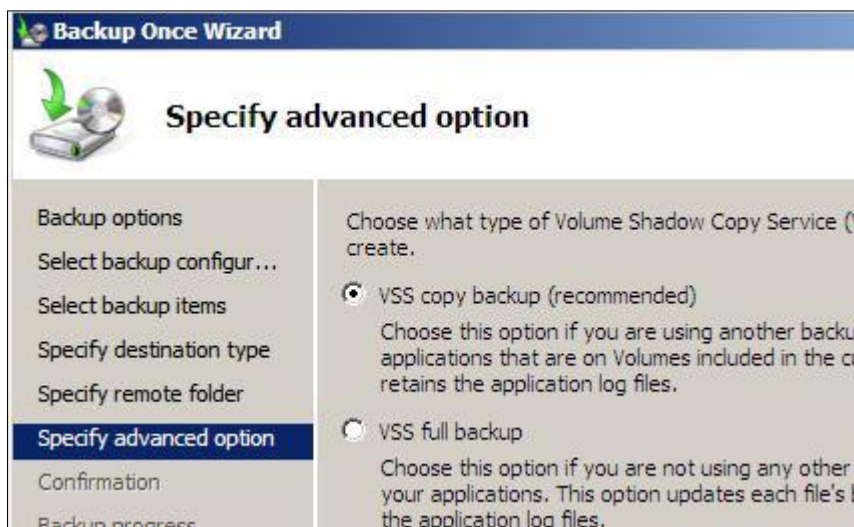 Backup Once Wizard
Specify advanced option
Backup options
Select backup configur...
Select backup items
Specify destination type
Specify remote folder
Specify advanced option
Confirmation
Backup progress
Choose what type of Volume Shadow Copy Service (
create.
VSS copy backup (recommended)
Choose this option if you are using another
applications that are on Volumes included in the
retains the application log files.
VSS full backup
Choose this option if you are not using any other
your applications. This option updates each file's
the application log files.